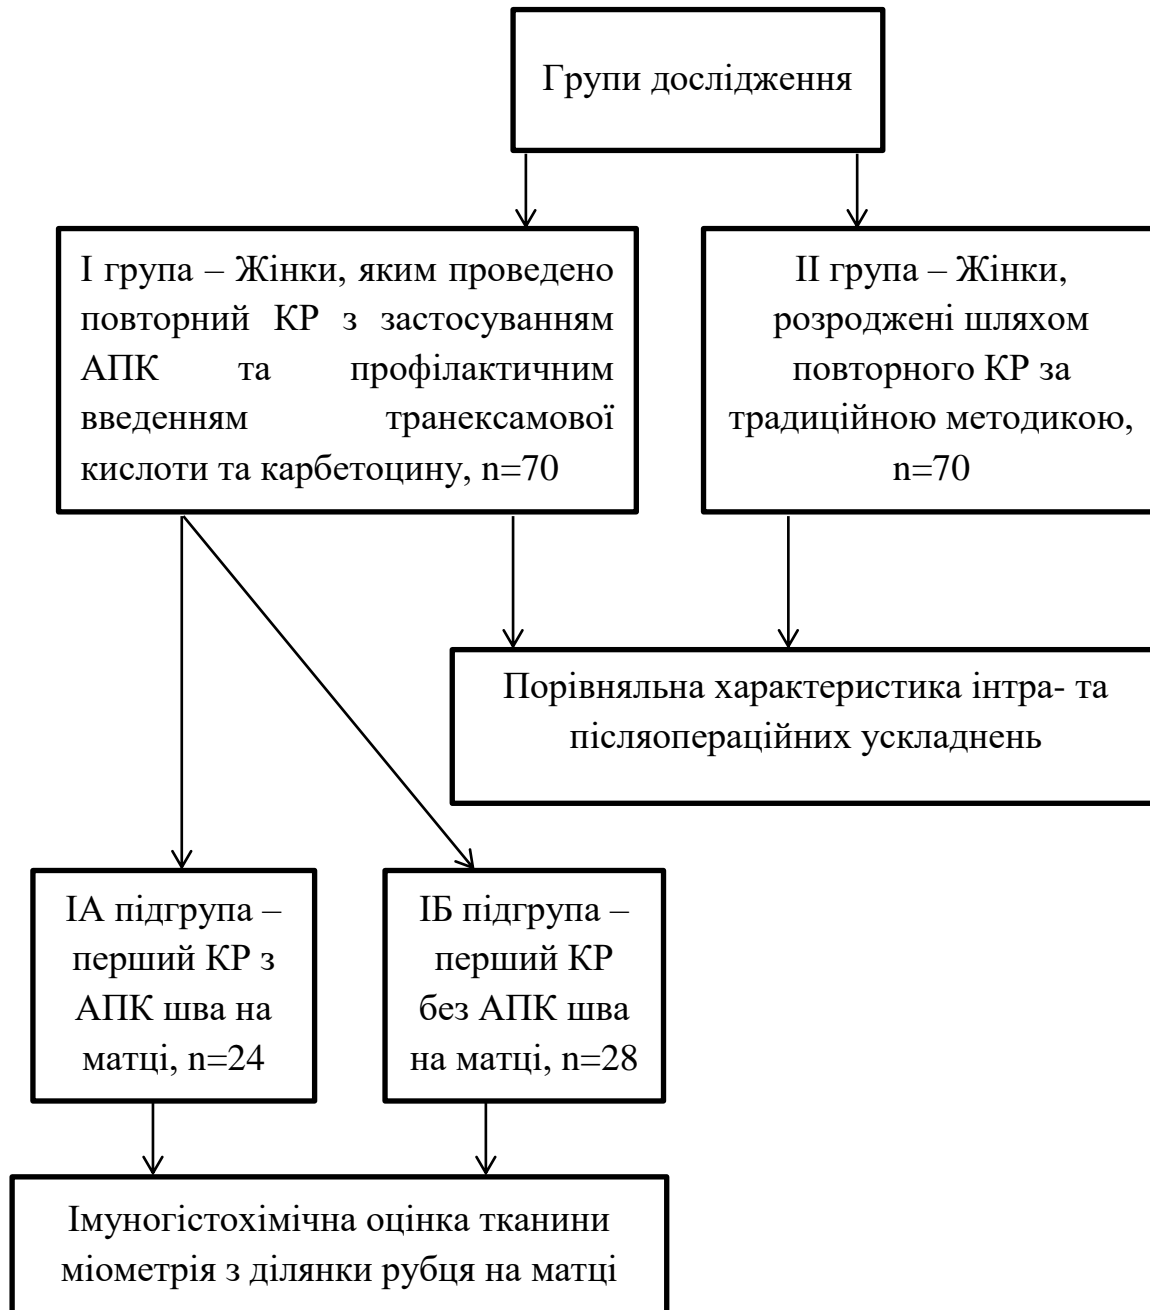 Групи дослідження
І група – Жінки, яким проведено
повторний КР з застосуванням
АПК та профілактичним
введенням транексамової
кислоти та карбетоцину, n=70
ІІ група – Жінки,
розроджені шляхом
повторного КР за
традиційною методикою,
n=70
Порівняльна характеристика інтра- та
післяопераційних ускладнень
ІА підгрупа –
перший КР з
АПК шва на
матці, n=24
ІБ підгрупа –
перший КР
без АПК шва
на матці, n=28
Імуногістохімічна оцінка тканини
міометрія з ділянки рубця на матці